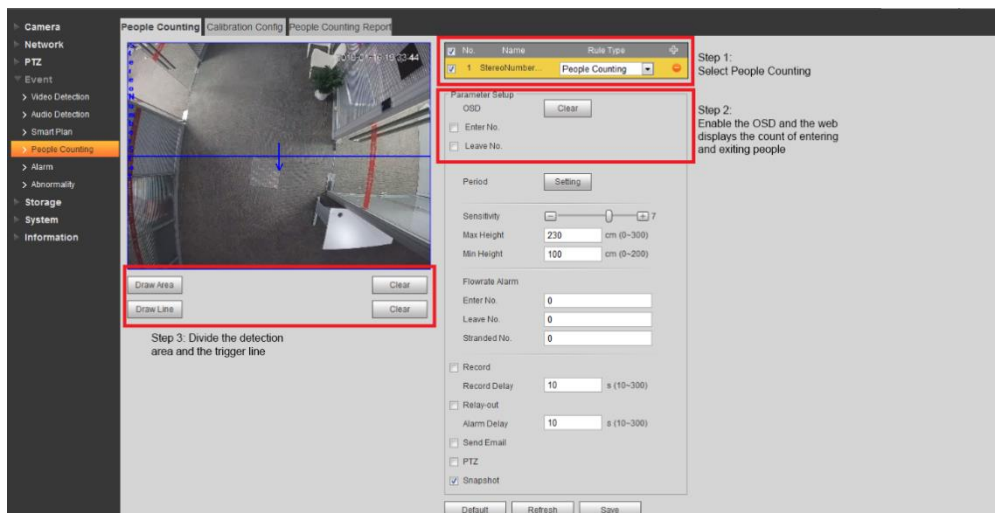 Camera
Network
PTZ
Event
Video Detection
Audio Detection
Smart Plan
People Counting
Alarm
Abnormality
Storage
System
Information
People Counting Calibration Config People Counting Report
No. Name Rule Type
1 StereoNumber... People Counting
Step 1:
Select People Counting
Parameter Setup
OSD Clear
Enter No.
Leave No.
Step 2:
Enable the OSD and the web
displays the count of entering
and exiting people
Period Setting
Sensitivity 7
Max Height 230 cm (0~300)
Min Height 100 cm (0~200)
Flowrate Alarm
Enter No. 0
Leave No. 0
Stranded No. 0
Draw Area Clear
Draw Line Clear
Step 3: Divide the detection
area and the trigger line
Record
Record Delay 10 s (10~300)
Relay-out
Alarm Delay 10 s (10~300)
Send Email
PTZ
Snapshot
Default Refresh Save